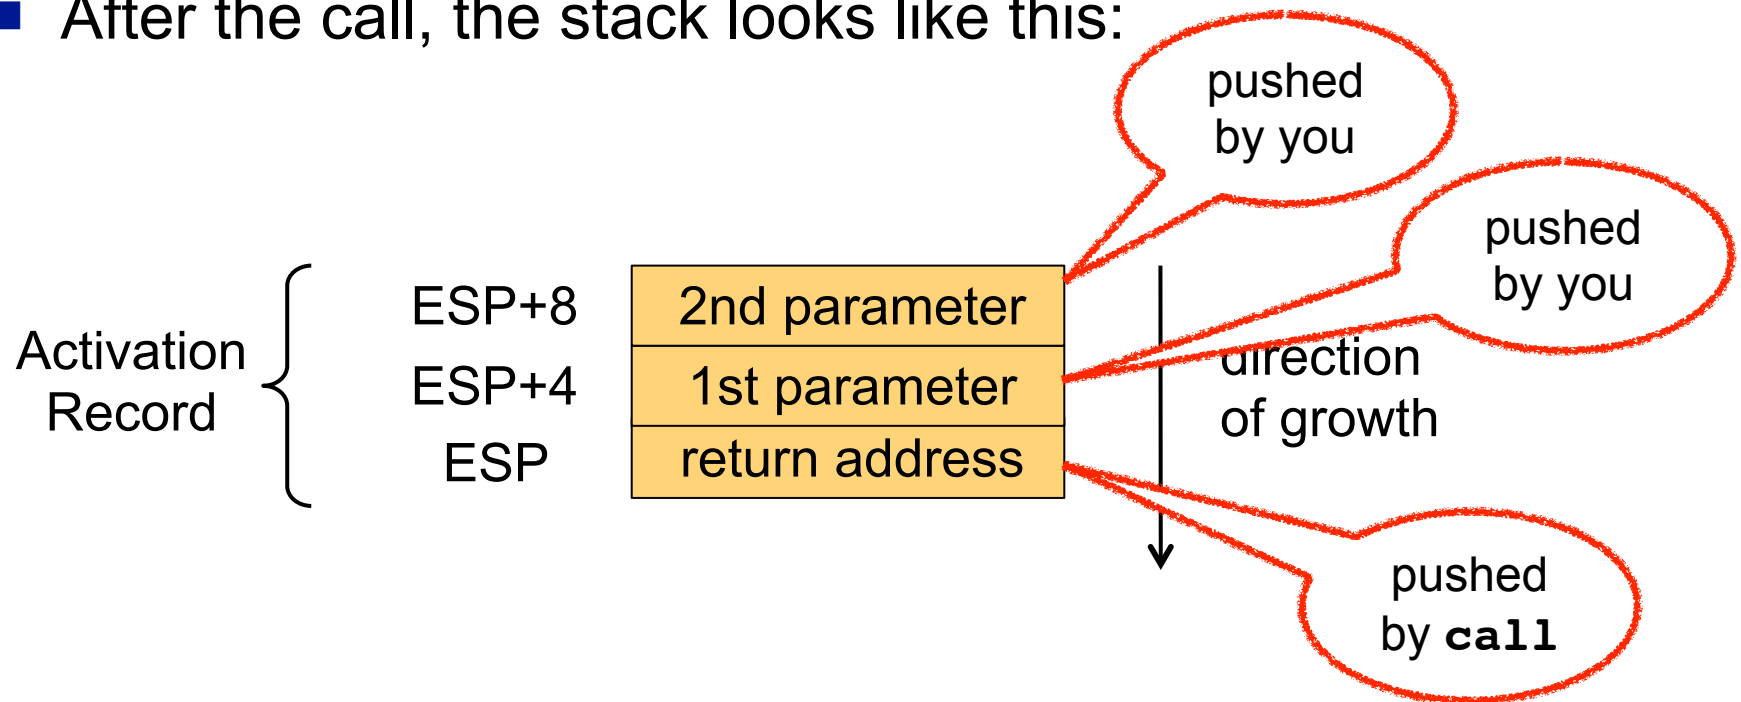 After the call, the stack looks like this:
pushed
by you
pushed
by you
Activation
Record
ESP+8
2nd parameter
ESP+4
1st parameter
ESP
return address
direction
of growth
pushed
by call